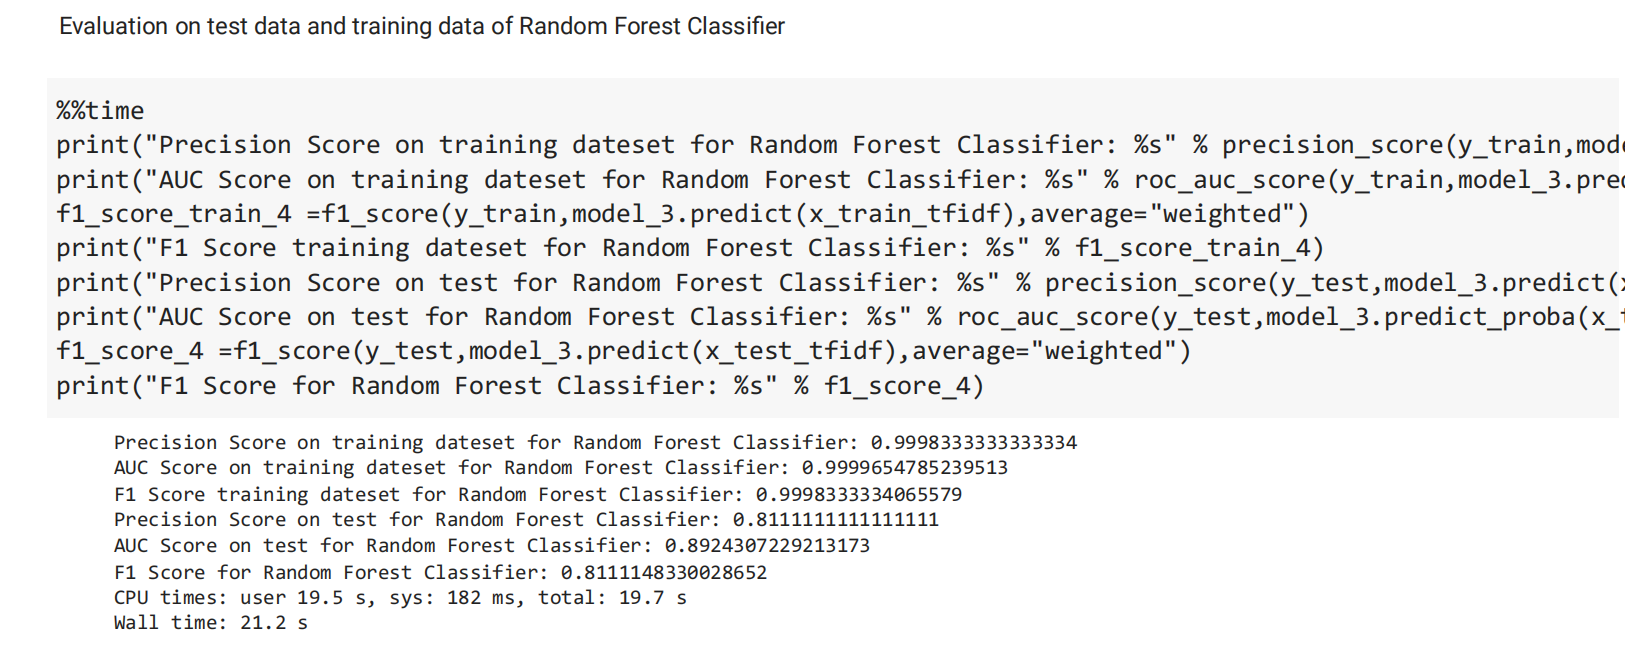 Evaluation on test data and training data of Random Forest Classifier
%%time
print("Precision Score on training dateset for Random Forest Classifier: %s" % precision_score(y_train,mod
print("AUC Score on training dateset for Random Forest Classifier: %s" % roc_auc_score(y_train,model_3.pre
f1_score_train_4 =f1_score(y_train,model_3.predict(x_train_tfidf),average="weighted")
print("F1 Score training dateset for Random Forest Classifier: %s" % f1_score_train_4)
print("Precision Score on test for Random Forest Classifier: %s" % precision_score(y_test,model_3.predict(
print("AUC Score on test for Random Forest Classifier: %s" % roc_auc_score(y_test,model_3.predict_proba(x_
f1_score_4 =f1_score(y_test,model_3.predict(x_test_tfidf),average="weighted")
print("F1 Score for Random Forest Classifier: %s" % f1_score_4)
Precision Score on training dateset for Random Forest Classifier: 0.9998333333333334
AUC Score on training dateset for Random Forest Classifier: 0.9999654785239513
F1 Score training dateset for Random Forest Classifier: 0.9998333334065579
Precision Score on test for Random Forest Classifier: 0.8111111111111111
AUC Score on test for Random Forest Classifier: 0.8924307229213173
F1 Score for Random Forest Classifier: 0.8111148330028652
CPU times: user 19.5 s, sys: 182 ms, total: 19.7 s
Wall time: 21.2 s